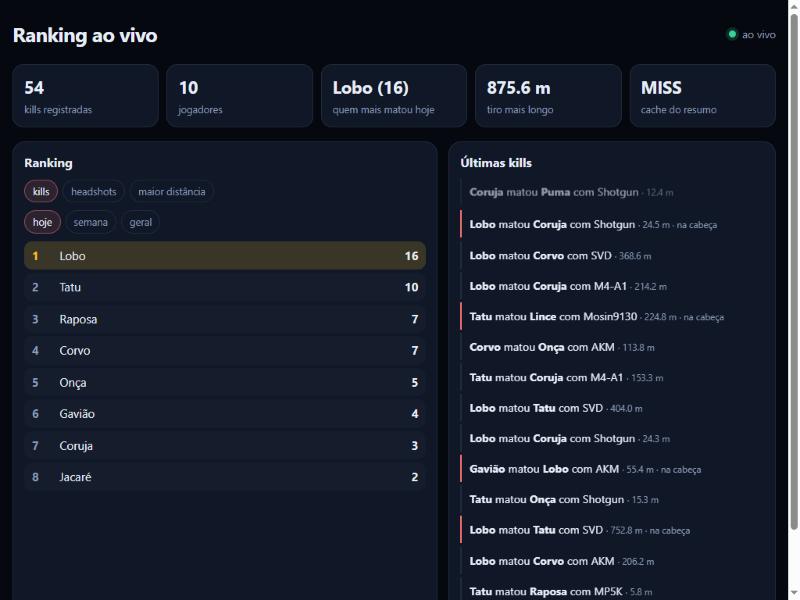 Ranking ao vivo
ao vivo
54
kills registradas
10
jogadores
Lobo (16)
quem mais matou hoje
875.6 m
tiro mais longo
MISS
cache do resumo
Ranking
kills headshots maior distância
hoje semana geral
1 Lobo 16
2 Tatu 10
3 Raposa 7
4 Corvo 7
5 Onça 5
6 Gavião 4
7 Coruja 3
8 Jacaré 2
Últimas kills
Coruja matou Puma com Shotgun · 12.4 m
Lobo matou Coruja com Shotgun · 24.5 m · na cabeça
Lobo matou Corvo com SVD · 368.6 m
Lobo matou Coruja com M4-A1 · 214.2 m
Tatu matou Lince com Mosin9130 · 224.8 m · na cabeça
Corvo matou Onça com AKM · 113.8 m
Tatu matou Coruja com M4-A1 · 153.3 m
Lobo matou Tatu com SVD · 404.0 m
Lobo matou Coruja com Shotgun · 24.3 m
Gavião matou Lobo com AKM · 55.4 m · na cabeça
Tatu matou Onça com Shotgun · 15.3 m
Lobo matou Tatu com SVD · 752.8 m · na cabeça
Lobo matou Corvo com AKM · 206.2 m
Tatu matou Raposa com MP5K · 5.8 m